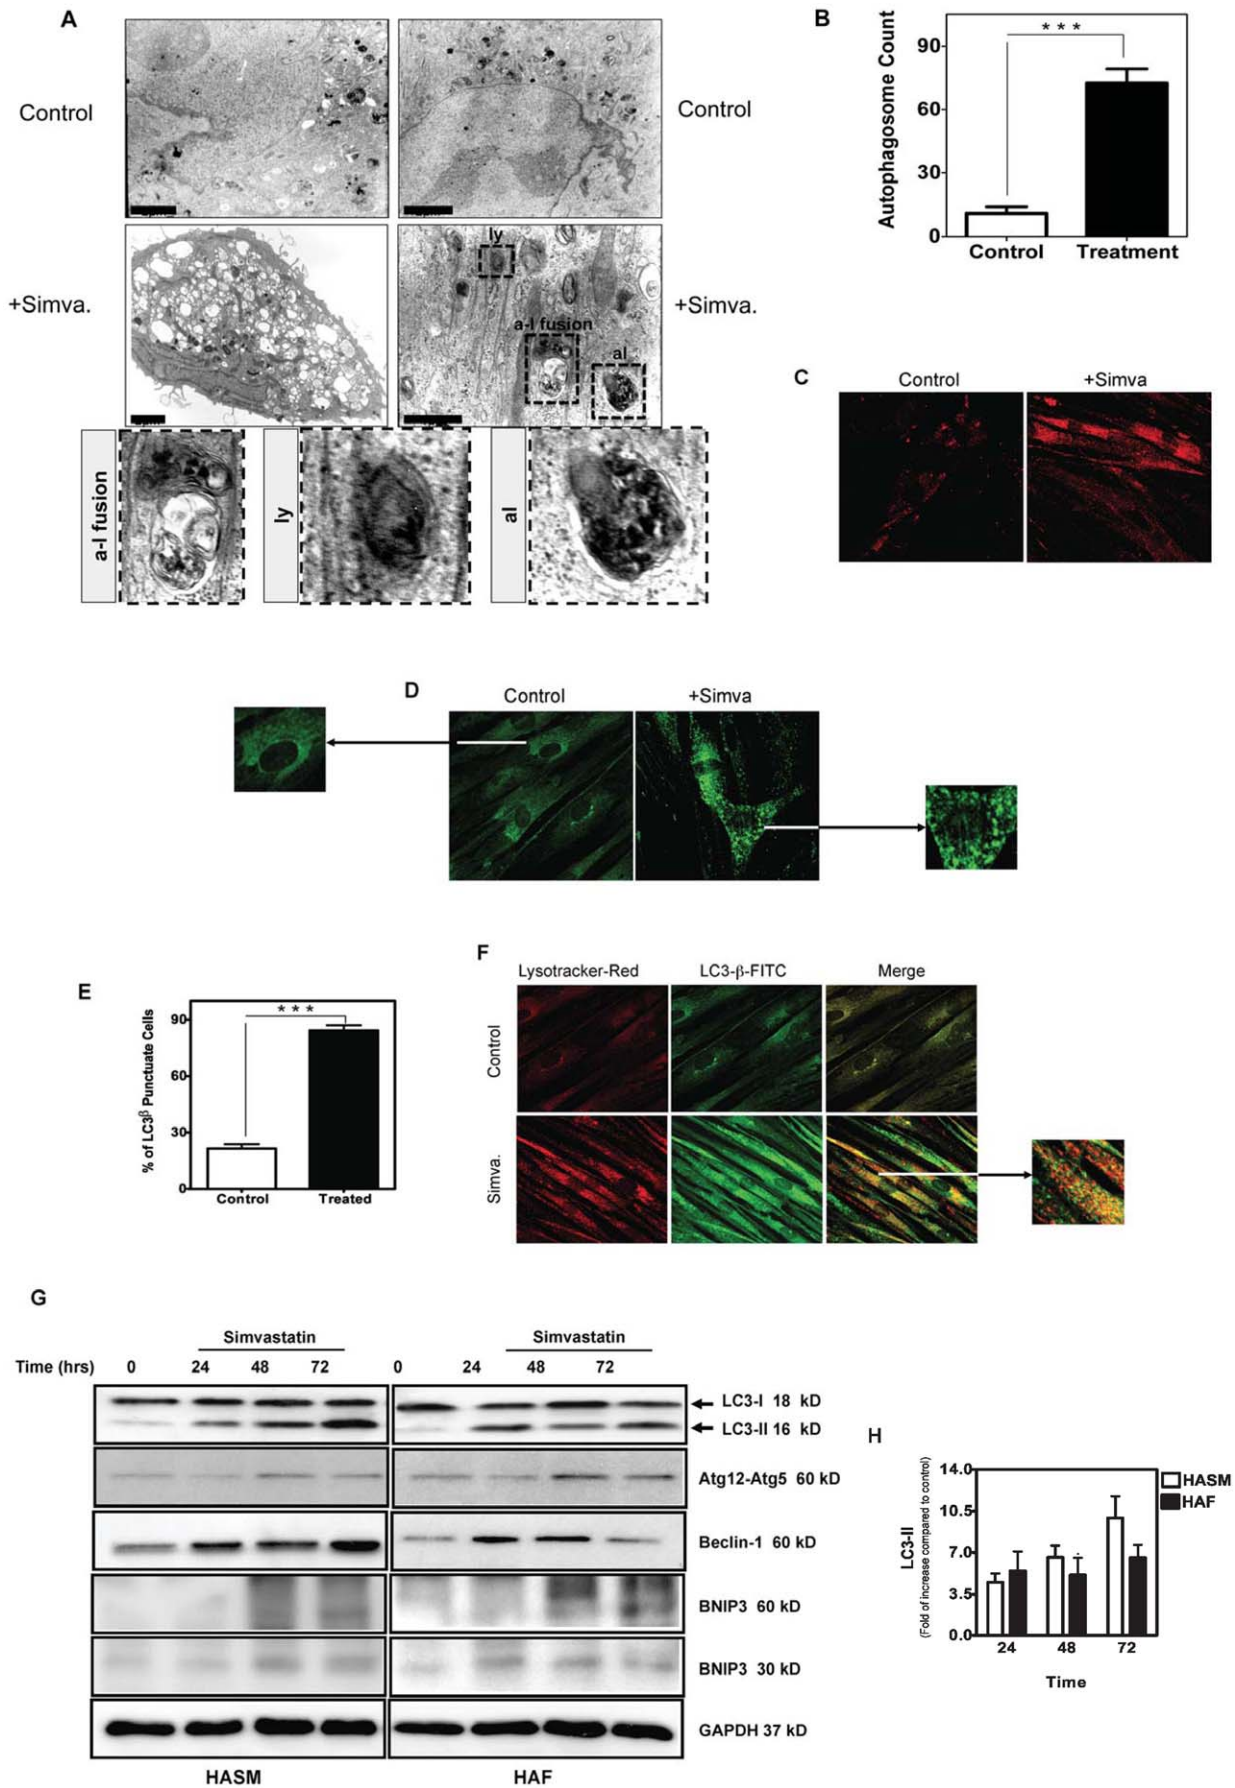 A
Control
Control
+Simva.
+Simva.
ly
a-l fusion
al
a-l fusion
ly
al
B
Autophagosome Count
90
60
30
0
***
Control
Treatment
C
Control
+Simva
D
Control
+Simva
E
% of LC3β Punctuate Cells
90
60
30
0
***
Control
Treated
F
Lysotracker-Red
LC3-β-FITC
Merge
Control
Simva.
G
Simvastatin
Simvastatin
Time (hrs) 0 24 48 72 0 24 48 72
LC3-I 18 kD
LC3-II 16 kD
Atg12-Atg5 60 kD
Beclin-1 60 kD
BNIP3 60 kD
BNIP3 30 kD
GAPDH 37 kD
HASM
HAF
H
LC3-II
(Fold of increase compared to control)
14.0
10.5
7.0
3.5
0.0
HASM
HAF
24 48 72
Time